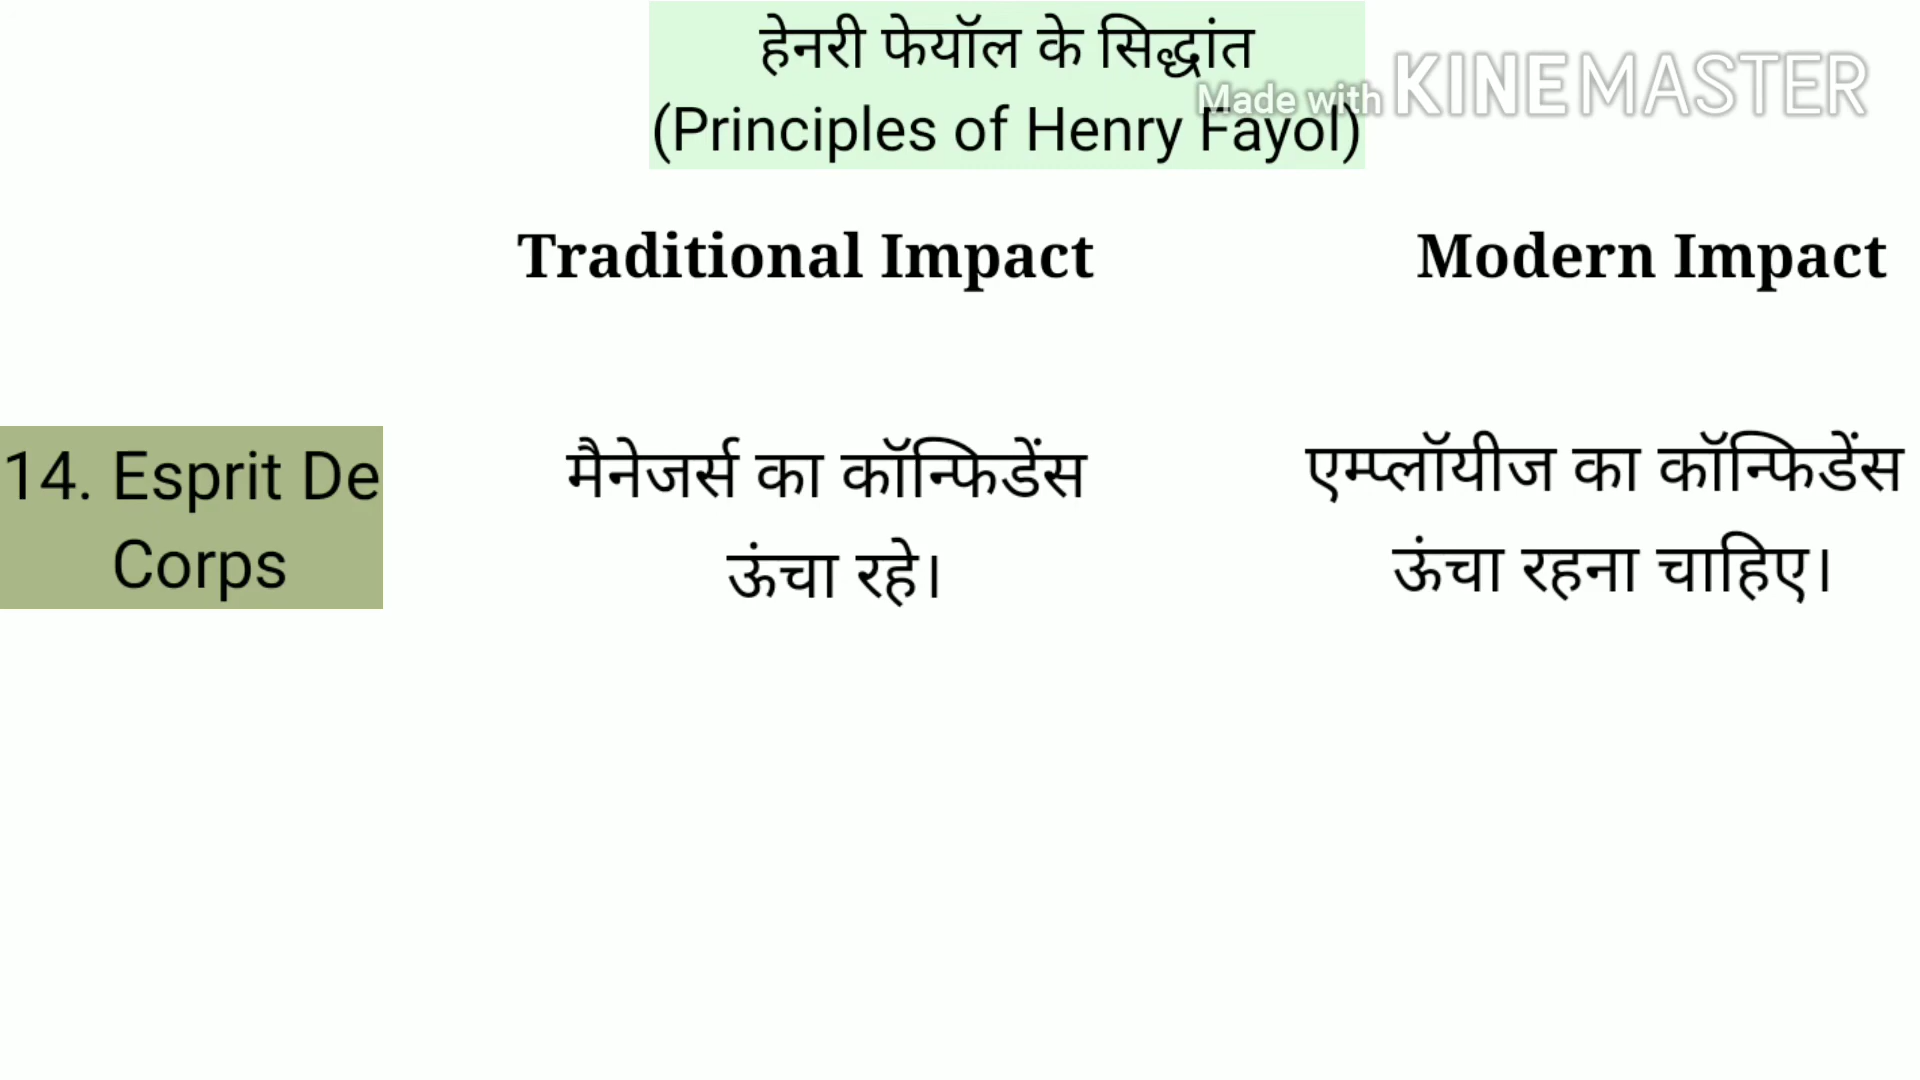 हेनरी फेयॉल के सिद्धांत
(Principles of Henry Fayol)
Made with KINEMASTER
Traditional Impact
Modern Impact
14. Esprit De
Corps
मैनेजर्स का कॉन्फिडेंस
ऊंचा रहे।
एम्प्लॉयीज का कॉन्फिडेंस
ऊंचा रहना चाहिए।